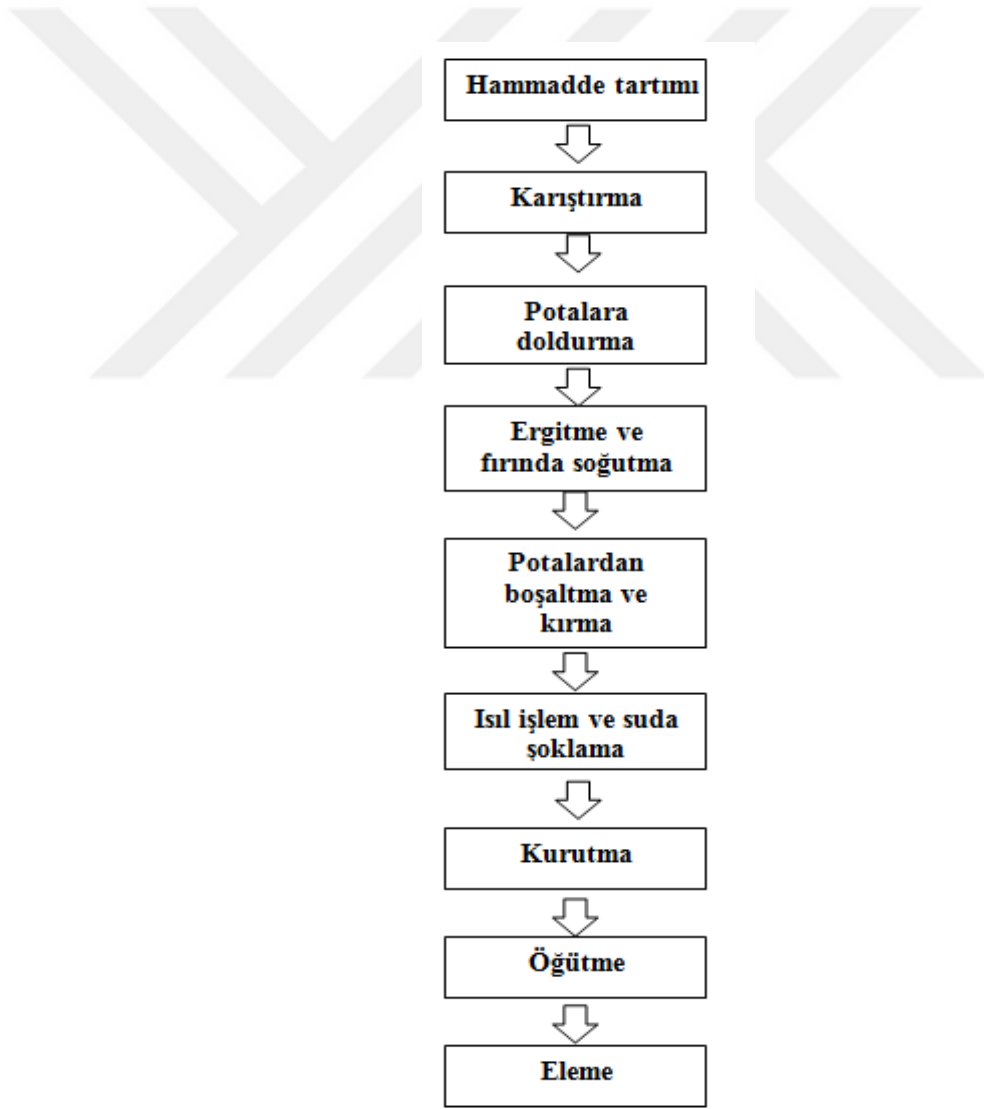 Hammadde tartımı
Karıştırma
Potalara
doldurma
Ergitme ve
fırında soğutma
Potalardan
boşaltma ve
kırma
Isıl işlem ve suda
şoklama
Kurutma
Öğütme
Eleme